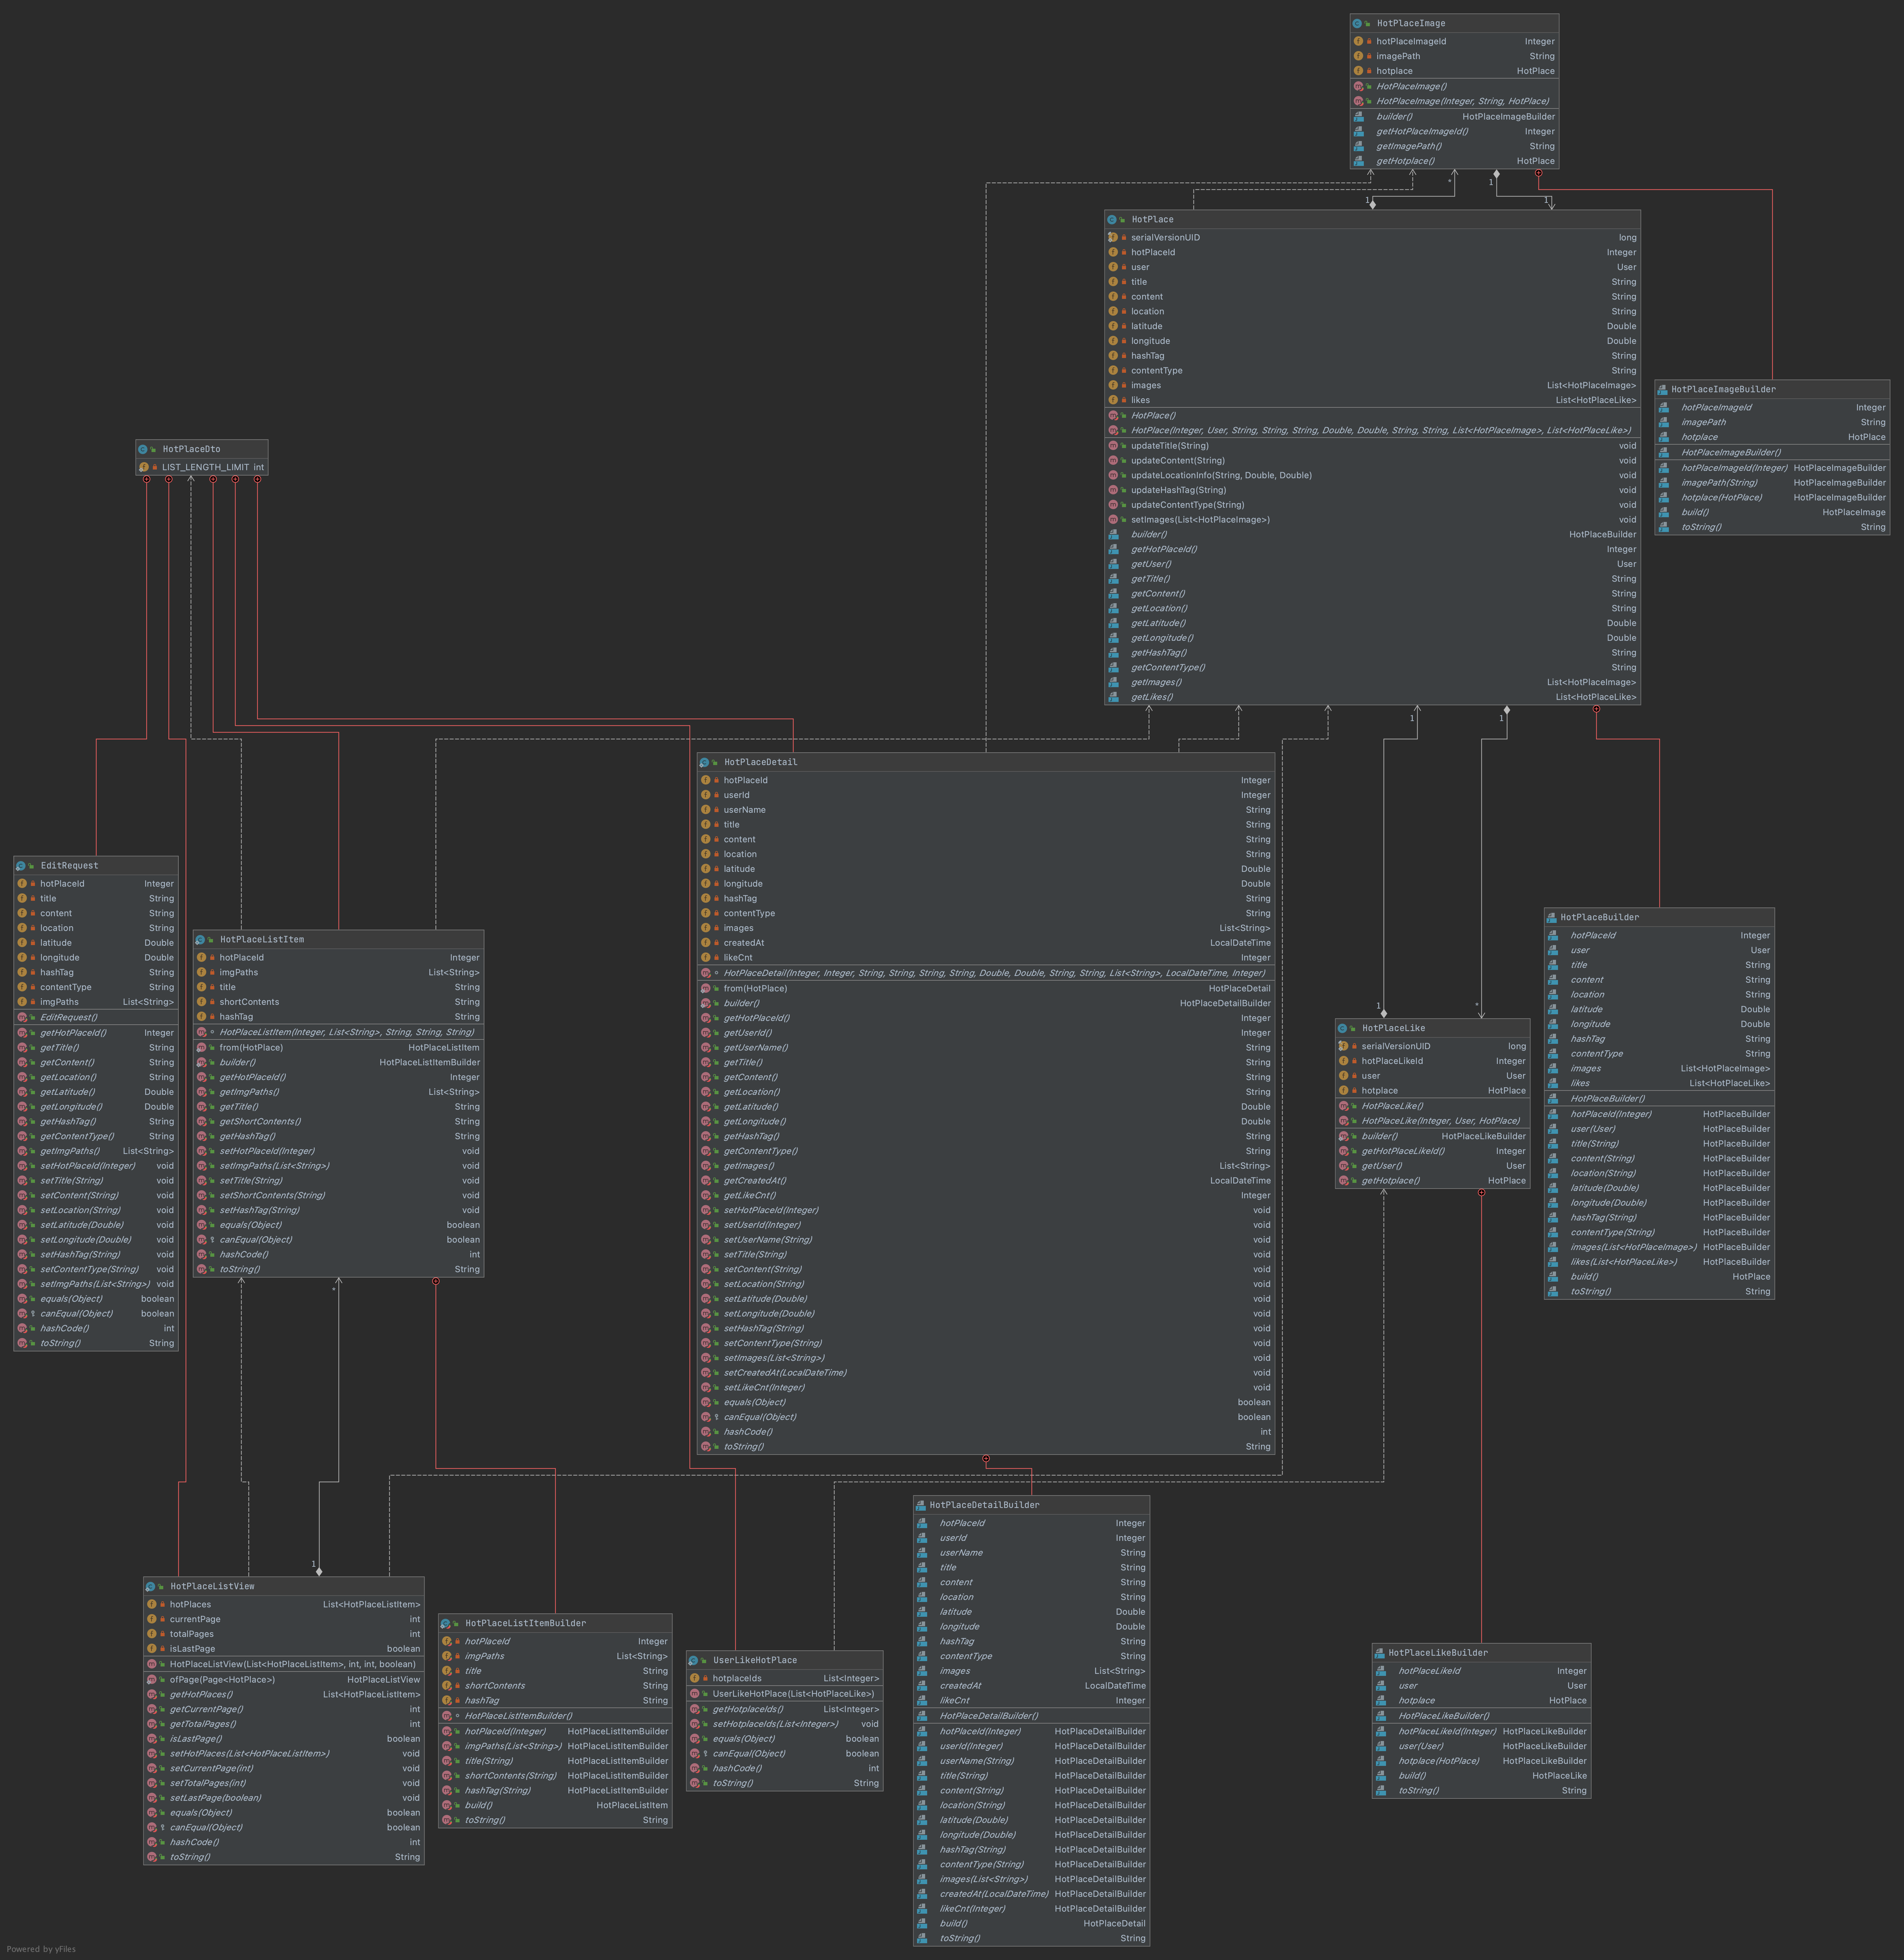 HotPlaceImage
hotPlaceImageId Integer
imagePath String
hotplace HotPlace
HotPlaceImage()
HotPlaceImage(Integer, String, HotPlace)
builder() HotPlaceImageBuilder
getHotPlaceImageId() Integer
getImagePath() String
getHotplace() HotPlace
*
1
1
1
HotPlace
serialVersionUID long
hotPlaceId Integer
user User
title String
content String
location String
latitude Double
longitude Double
hashTag String
contentType String
images List<HotPlaceImage>
likes List<HotPlaceLike>
HotPlace()
HotPlace(Integer, User, String, String, String, Double, Double, String, String, List<HotPlaceImage>, List<HotPlaceLike>)
updateTitle(String) void
updateContent(String) void
updateLocationInfo(String, Double, Double) void
updateHashTag(String) void
updateContentType(String) void
setImages(List<HotPlaceImage>) void
builder() HotPlaceBuilder
getHotPlaceId() Integer
getUser() User
getTitle() String
getContent() String
getLocation() String
getLatitude() Double
getLongitude() Double
getHashTag() String
getContentType() String
getImages() List<HotPlaceImage>
getLikes() List<HotPlaceLike>
1
1
HotPlaceImageBuilder
hotPlaceImageId Integer
imagePath String
hotplace HotPlace
HotPlaceImageBuilder()
hotPlaceImageId(Integer) HotPlaceImageBuilder
imagePath(String) HotPlaceImageBuilder
hotplace(HotPlace) HotPlaceImageBuilder
build() HotPlaceImage
toString() String
HotPlaceDto
LIST_LENGTH_LIMIT int
HotPlaceDetail
hotPlaceId Integer
userId Integer
userName String
title String
content String
location String
latitude Double
longitude Double
hashTag String
contentType String
images List<String>
createdAt LocalDateTime
likeCnt Integer
HotPlaceDetail(Integer, Integer, String, String, String, String, Double, Double, String, String, List<String>, LocalDateTime, Integer)
from(HotPlace) HotPlaceDetail
builder() HotPlaceDetailBuilder
getHotPlaceId() Integer
getUserId() Integer
getUserName() String
getTitle() String
getContent() String
getLocation() String
getLatitude() Double
getLongitude() Double
getHashTag() String
getContentType() String
getImages() List<String>
getCreatedAt() LocalDateTime
getLikeCnt() Integer
setHotPlaceId(Integer) void
setUserId(Integer) void
setUserName(String) void
setTitle(String) void
setContent(String) void
setLocation(String) void
setLatitude(Double) void
setLongitude(Double) void
setHashTag(String) void
setContentType(String) void
setImages(List<String>) void
setCreatedAt(LocalDateTime) void
setLikeCnt(Integer) void
equals(Object) boolean
canEqual(Object) boolean
hashCode() int
toString() String
EditRequest
hotPlaceId Integer
title String
content String
location String
latitude Double
longitude Double
hashTag String
contentType String
imgPaths List<String>
EditRequest()
getHotPlaceId() Integer
getTitle() String
getContent() String
getLocation() String
getLatitude() Double
getLongitude() Double
getHashTag() String
getContentType() String
getImgPaths() List<String>
setHotPlaceId(Integer) void
setTitle(String) void
setContent(String) void
setLocation(String) void
setLatitude(Double) void
setLongitude(Double) void
setHashTag(String) void
setContentType(String) void
setImgPaths(List<String>) void
equals(Object) boolean
canEqual(Object) boolean
hashCode() int
toString() String
HotPlaceListItem
hotPlaceId Integer
imgPaths List<String>
title String
shortContents String
hashTag String
HotPlaceListItem(Integer, List<String>, String, String, String)
from(HotPlace) HotPlaceListItem
builder() HotPlaceListItemBuilder
getHotPlaceId() Integer
getImgPaths() List<String>
getTitle() String
getShortContents() String
getHashTag() String
setHotPlaceId(Integer) void
setImgPaths(List<String>) void
setTitle(String) void
setShortContents(String) void
setHashTag(String) void
equals(Object) boolean
canEqual(Object) boolean
hashCode() int
toString() String
*
1
HotPlaceBuilder
hotPlaceId Integer
user User
title String
content String
location String
latitude Double
longitude Double
hashTag String
contentType String
images List<HotPlaceImage>
likes List<HotPlaceLike>
HotPlaceBuilder()
hotPlaceId(Integer) HotPlaceBuilder
user(User) HotPlaceBuilder
title(String) HotPlaceBuilder
content(String) HotPlaceBuilder
location(String) HotPlaceBuilder
latitude(Double) HotPlaceBuilder
longitude(Double) HotPlaceBuilder
hashTag(String) HotPlaceBuilder
contentType(String) HotPlaceBuilder
images(List<HotPlaceImage>) HotPlaceBuilder
likes(List<HotPlaceLike>) HotPlaceBuilder
build() HotPlace
toString() String
1
*
HotPlaceLike
serialVersionUID long
hotPlaceLikeId Integer
user User
hotplace HotPlace
HotPlaceLike()
HotPlaceLike(Integer, User, HotPlace)
builder() HotPlaceLikeBuilder
getHotPlaceLikeId() Integer
getUser() User
getHotplace() HotPlace
HotPlaceDetailBuilder
hotPlaceId Integer
userId Integer
userName String
title String
content String
location String
latitude Double
longitude Double
hashTag String
contentType String
images List<String>
createdAt LocalDateTime
likeCnt Integer
HotPlaceDetailBuilder()
hotPlaceId(Integer) HotPlaceDetailBuilder
userId(Integer) HotPlaceDetailBuilder
userName(String) HotPlaceDetailBuilder
title(String) HotPlaceDetailBuilder
content(String) HotPlaceDetailBuilder
location(String) HotPlaceDetailBuilder
latitude(Double) HotPlaceDetailBuilder
longitude(Double) HotPlaceDetailBuilder
hashTag(String) HotPlaceDetailBuilder
contentType(String) HotPlaceDetailBuilder
images(List<String>) HotPlaceDetailBuilder
createdAt(LocalDateTime) HotPlaceDetailBuilder
likeCnt(Integer) HotPlaceDetailBuilder
build() HotPlaceDetail
toString() String
HotPlaceListView
hotPlaces List<HotPlaceListItem>
currentPage int
totalPages int
isLastPage boolean
HotPlaceListView(List<HotPlaceListItem>, int, int, boolean)
ofPage(Page<HotPlace>) HotPlaceListView
getHotPlaces() List<HotPlaceListItem>
getCurrentPage() int
getTotalPages() int
isLastPage() boolean
setHotPlaces(List<HotPlaceListItem>) void
setCurrentPage(int) void
setTotalPages(int) void
setLastPage(boolean) void
equals(Object) boolean
canEqual(Object) boolean
hashCode() int
toString() String
HotPlaceListItemBuilder
hotPlaceId Integer
imgPaths List<String>
title String
shortContents String
hashTag String
HotPlaceListItemBuilder()
hotPlaceId(Integer) HotPlaceListItemBuilder
imgPaths(List<String>) HotPlaceListItemBuilder
title(String) HotPlaceListItemBuilder
shortContents(String) HotPlaceListItemBuilder
hashTag(String) HotPlaceListItemBuilder
build() HotPlaceListItem
toString() String
UserLikeHotPlace
hotplaceIds List<Integer>
UserLikeHotPlace(List<HotPlaceLike>)
getHotplaceIds() List<Integer>
setHotplaceIds(List<Integer>) void
equals(Object) boolean
canEqual(Object) boolean
hashCode() int
toString() String
HotPlaceLikeBuilder
hotPlaceLikeId Integer
user User
hotplace HotPlace
HotPlaceLikeBuilder()
hotPlaceLikeId(Integer) HotPlaceLikeBuilder
user(User) HotPlaceLikeBuilder
hotplace(HotPlace) HotPlaceLikeBuilder
build() HotPlaceLike
toString() String
Powered by yFiles